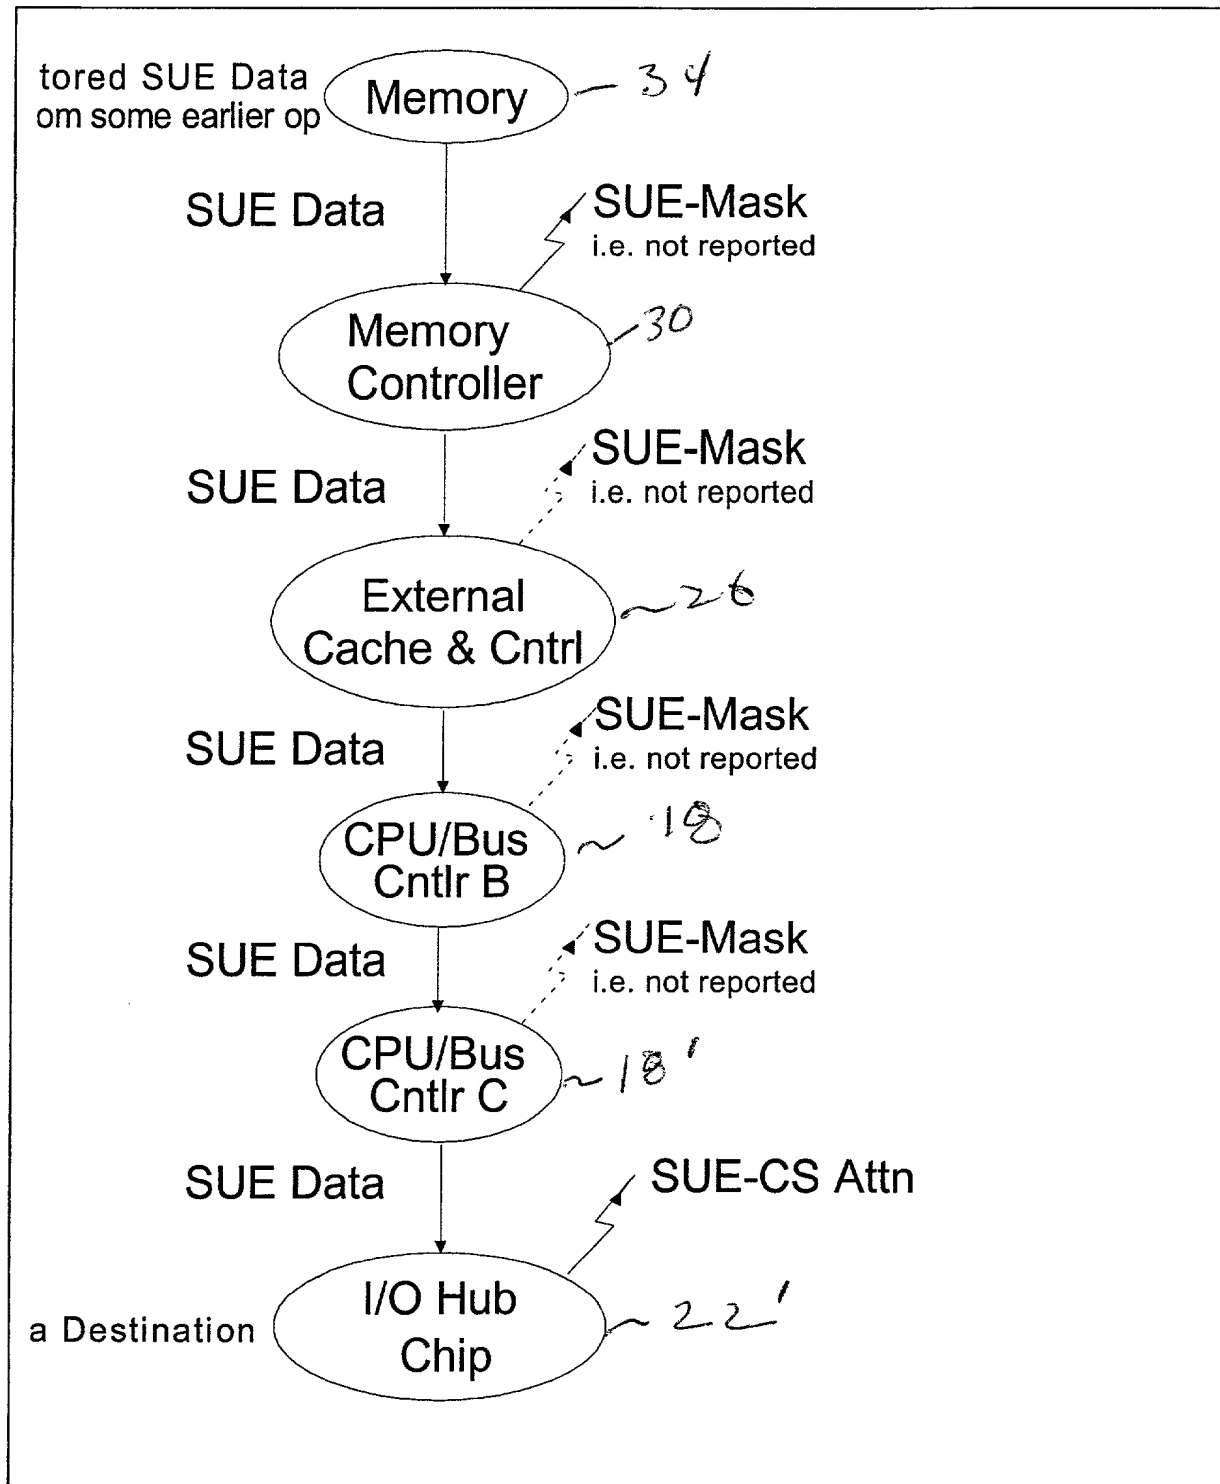 tored SUE Data
om some earlier op
Memory
34
SUE Data
SUE-Mask
i.e. not reported
Memory
Controller
30
SUE Data
SUE-Mask
i.e. not reported
External
Cache & Cntrl
26
SUE Data
SUE-Mask
i.e. not reported
CPU/Bus
Cntlr B
18
SUE Data
SUE-Mask
i.e. not reported
CPU/Bus
Cntlr C
18'
SUE Data
SUE-CS Attn
a Destination
I/O Hub
Chip
22'